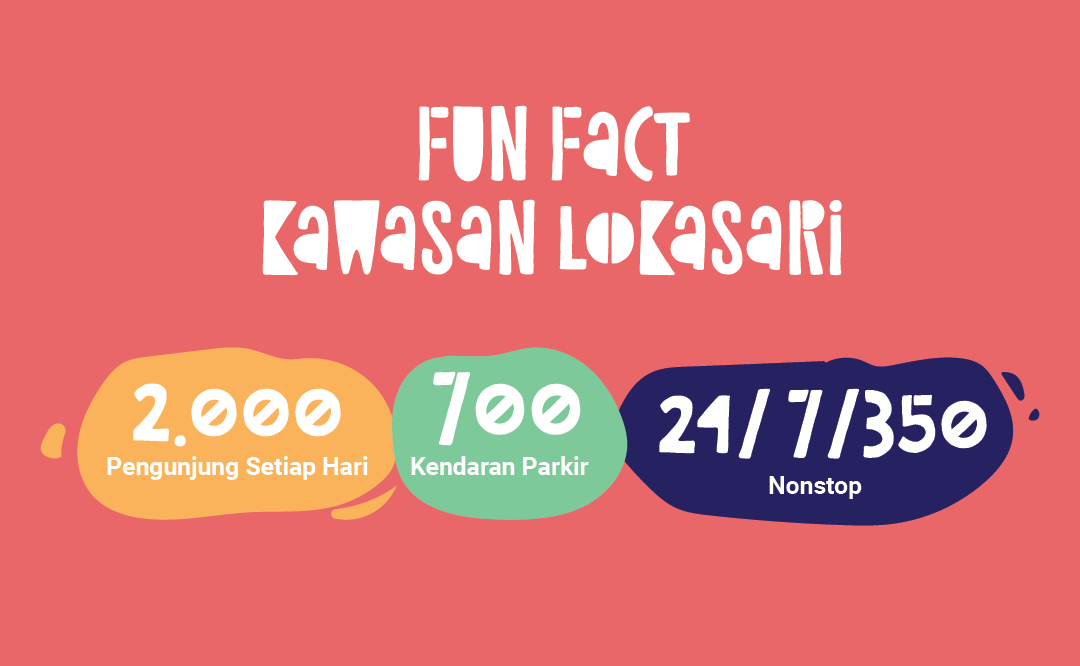 FUN FaCT
KaWaSaN LOKaSaRi
2.000
Pengunjung Setiap Hari
700
Kendaran Parkir
24/7/350
Nonstop